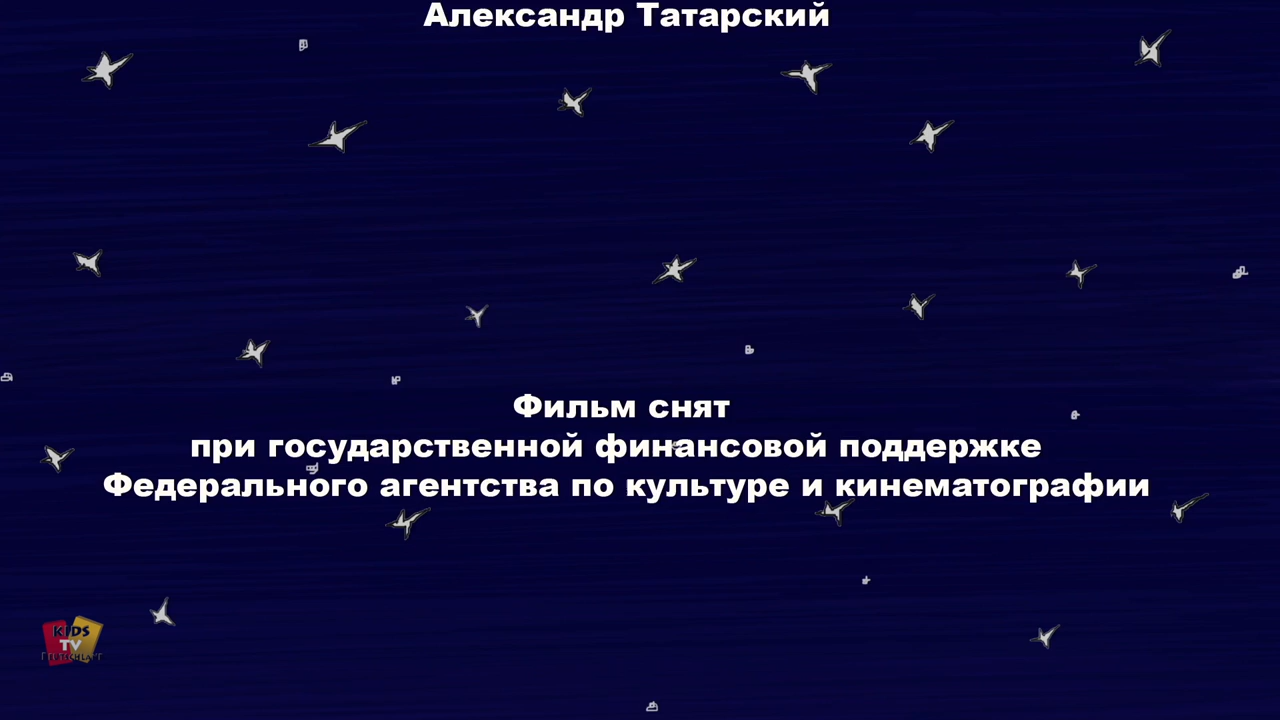 Александр Татарский
Фильм снят
при государственной финансовой поддержке
Федерального агентства по культуре и кинематографии
KIDS
TV